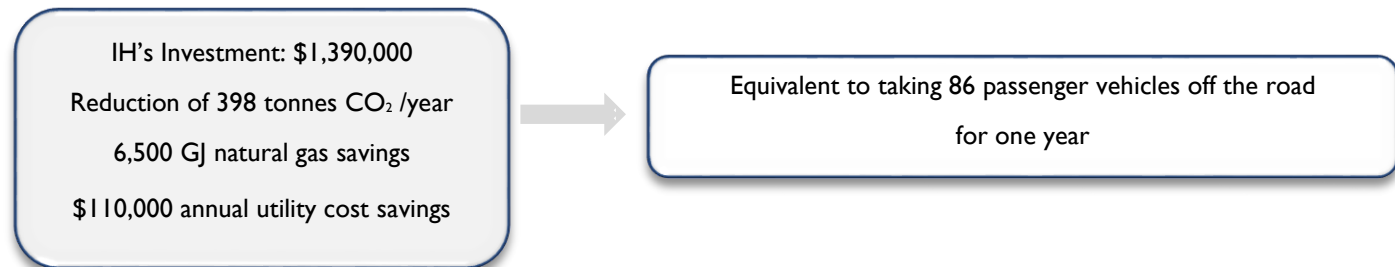 IH’s Investment: $1,390,000
Reduction of 398 tonnes CO₂ /year
6,500 GJ natural gas savings
$110,000 annual utility cost savings
Equivalent to taking 86 passenger vehicles off the road
for one year